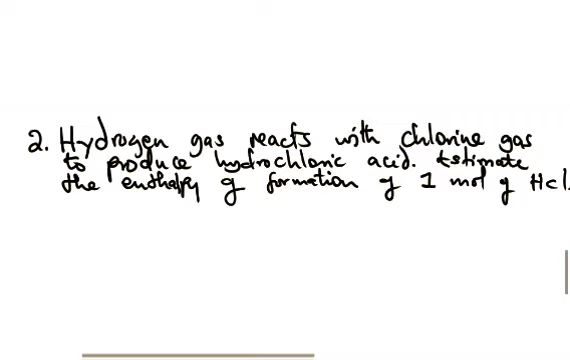 2. Hydrogen gas reacts with chlorine gas
to produce hydrochloric acid. Estimate
the enthalpy of formation of 1 mol of HCl.